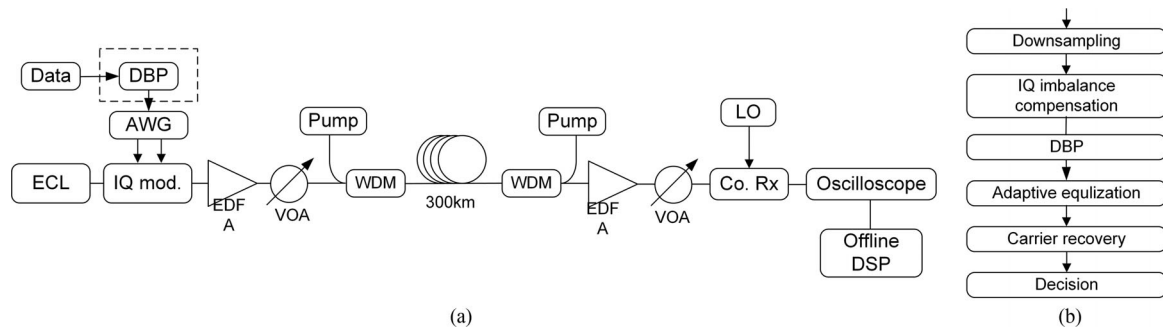 Data
DBP
AWG
ECL
IQ mod.
EDF
A
VOA
Pump
WDM
300km
Pump
WDM
EDF
A
VOA
LO
Co. Rx
Oscilloscope
Offline
DSP
(a)
Downsampling
IQ imbalance
compensation
DBP
Adaptive equlization
Carrier recovery
Decision
(b)